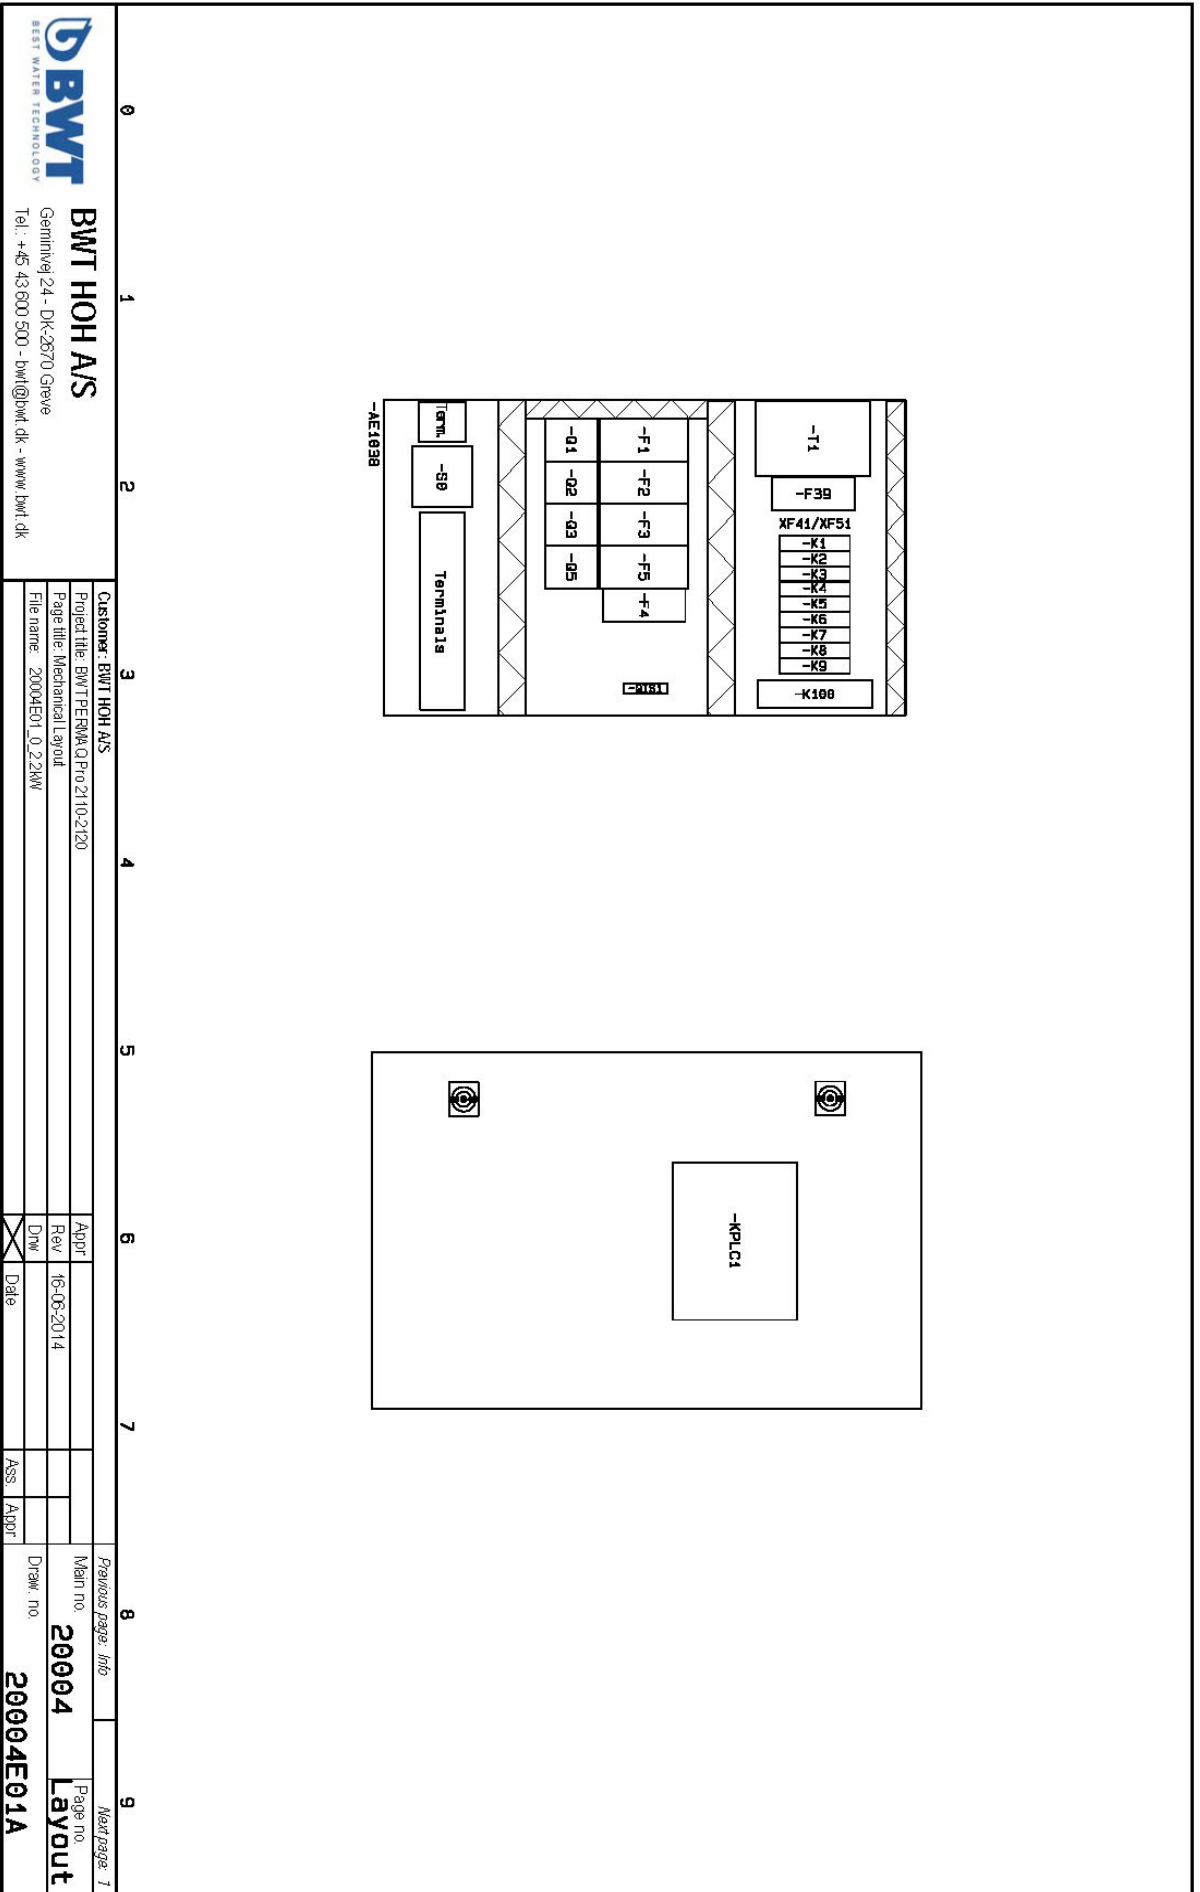 0
1
2
3
4
5
6
7
8
9
-T1
-F39
XF41/XF51
-K1
-K2
-K3
-K4
-K5
-K6
-K7
-K8
-K9
-K100
-F1
-F2
-F3
-F5
-F4
-Q1
-Q2
-Q3
-Q5
Term.
-S0
Terminals
-AE1038
-KPLC1
BWT
BEST WATER TECHNOLOGY
BWT HOH A/S
Geminivej 24 - DK-2670 Greve
Tel.: +45 43 600 500 - bwt@bwt.dk - www.bwt.dk
Customer: BWT HOH A/S
Project title: BWT PERMAQ Pro 2110-2120
Page title: Mechanical Layout
File name: 20004E01_0_2.2kW
Appr
Rev 16-06-2014
Drw
Date Ass. Appr
Previous page: Info
Next page: 1
Main no. 20004
Page no. Layout
Draw. no. 20004E01A